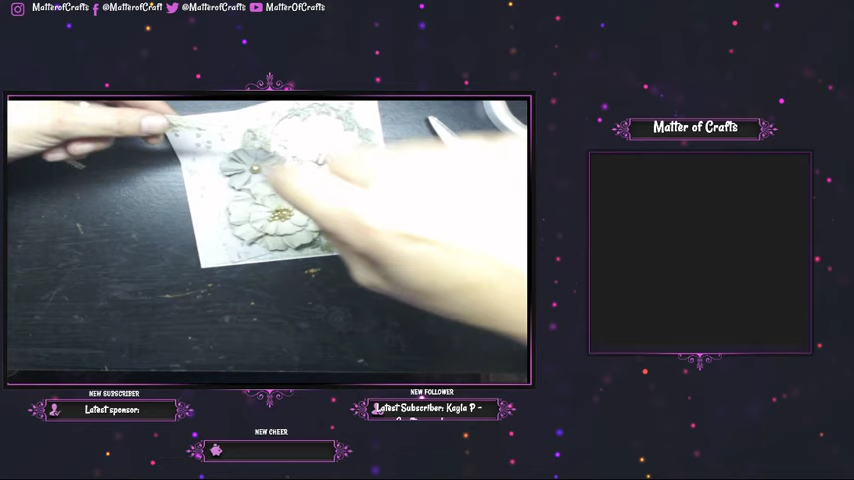 MatterofCrafts @MatterofCraft @MatterofCrafts MatterOfCrafts
Matter of Crafts
NEW SUBSCRIBER
Latest sponsor:
NEW FOLLOWER
Latest Subscriber: Kayla P -
NEW CHEER